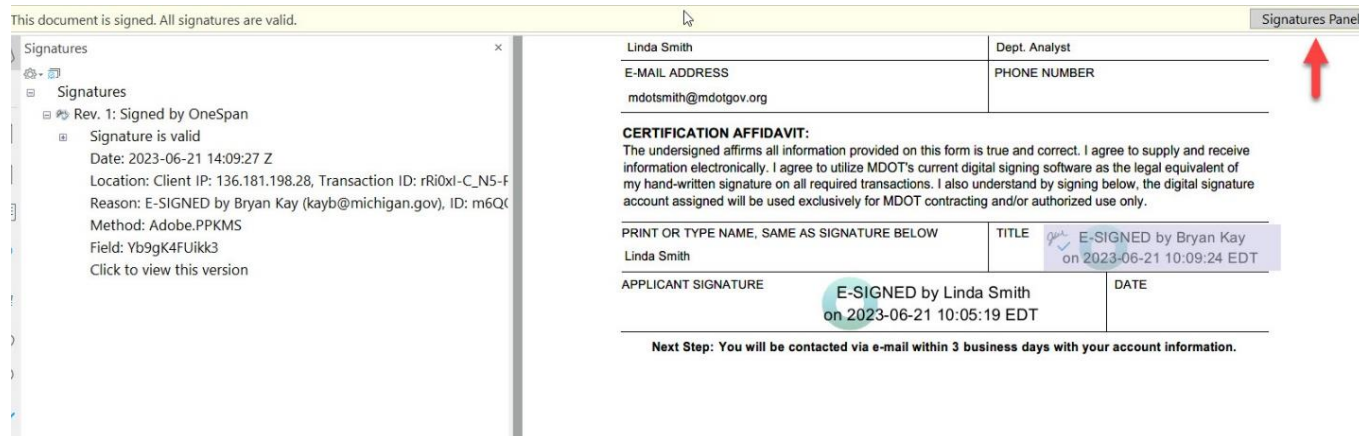 This document is signed. All signatures are valid.
Signatures Panel
Signatures
Signatures
Rev. 1: Signed by OneSpan
Signature is valid
Date: 2023-06-21 14:09:27 Z
Location: Client IP: 136.181.198.28, Transaction ID:
Reason: E-SIGNED by Bryan Kay (kayb@michigan.gov), ID:
Method: Adobe.PPKMS
Field: Yb9gK4FUikk3
Click to view this version
Linda Smith
Dept. Analyst
E-MAIL ADDRESS
PHONE NUMBER
mdotsmith@mdotgov.org
CERTIFICATION AFFIDAVIT:
The undersigned affirms all information provided on this form is true and correct. I agree to supply and receive
information electronically. I agree to utilize MDOT's current digital signing software as the legal equivalent of
my hand-written signature on all required transactions. I also understand by signing below, the digital signature
account assigned will be used exclusively for MDOT contracting and/or authorized use only.
PRINT OR TYPE NAME, SAME AS SIGNATURE BELOW
TITLE
E-SIGNED by Bryan Kay
on 2023-06-21 10:09:24 EDT
Linda Smith
APPLICANT SIGNATURE
E-SIGNED by Linda Smith
on 2023-06-21 10:05:19 EDT
DATE
Next Step: You will be contacted via e-mail within 3 business days with your account information.